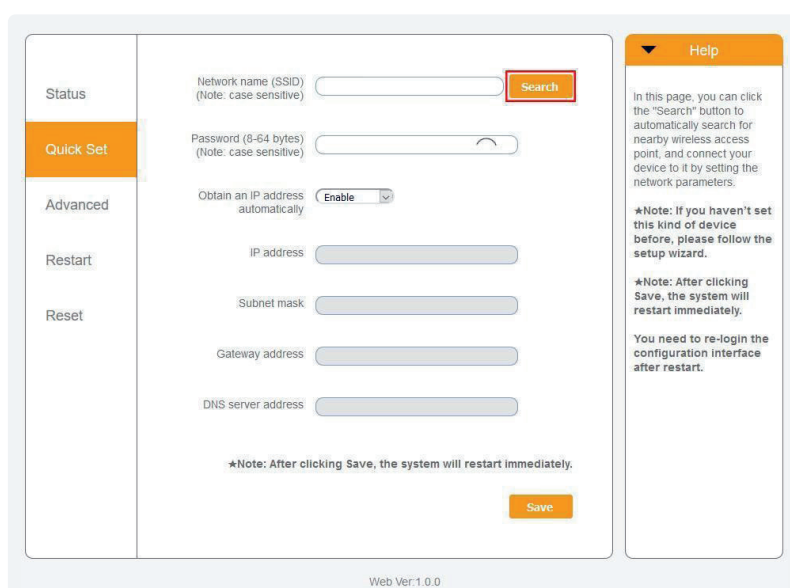 Status
Quick Set
Advanced
Restart
Reset
Network name (SSID)
(Note: case sensitive)
Search
Password (8-64 bytes)
(Note: case sensitive)
Obtain an IP address
automatically
Enable
IP address
Subnet mask
Gateway address
DNS server address
★Note: After clicking Save, the system will restart immediately.
Save
Help
In this page, you can click
the "Search" button to
automatically search for
nearby wireless access
point, and connect your
device to it by setting the
network parameters.
★Note: If you haven't set
this kind of device
before, please follow the
setup wizard.
★Note: After clicking
Save, the system will
restart immediately.
You need to re-login the
configuration interface
after restart.
Web Ver:1.0.0